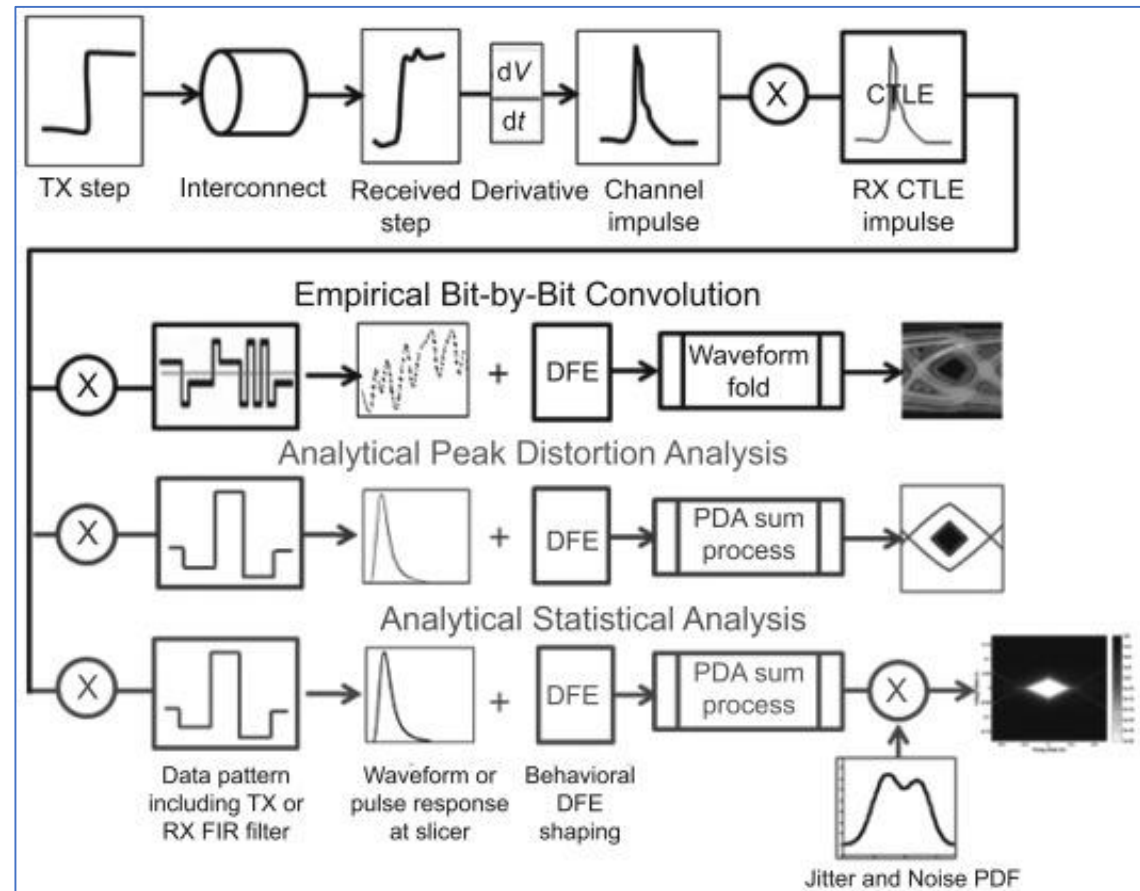 dV
dt
X
CTLE
TX step
Interconnect
Received
step
Derivative
Channel
impulse
RX CTLE
impulse
Empirical Bit-by-Bit Convolution
X
+
DFE
Waveform
fold
Analytical Peak Distortion Analysis
X
+
DFE
PDA sum
process
Analytical Statistical Analysis
X
+
DFE
PDA sum
process
X
Data pattern
including TX or
RX FIR filter
Waveform or
pulse response
at slicer
Behavioral
DFE
shaping
Jitter and Noise PDF